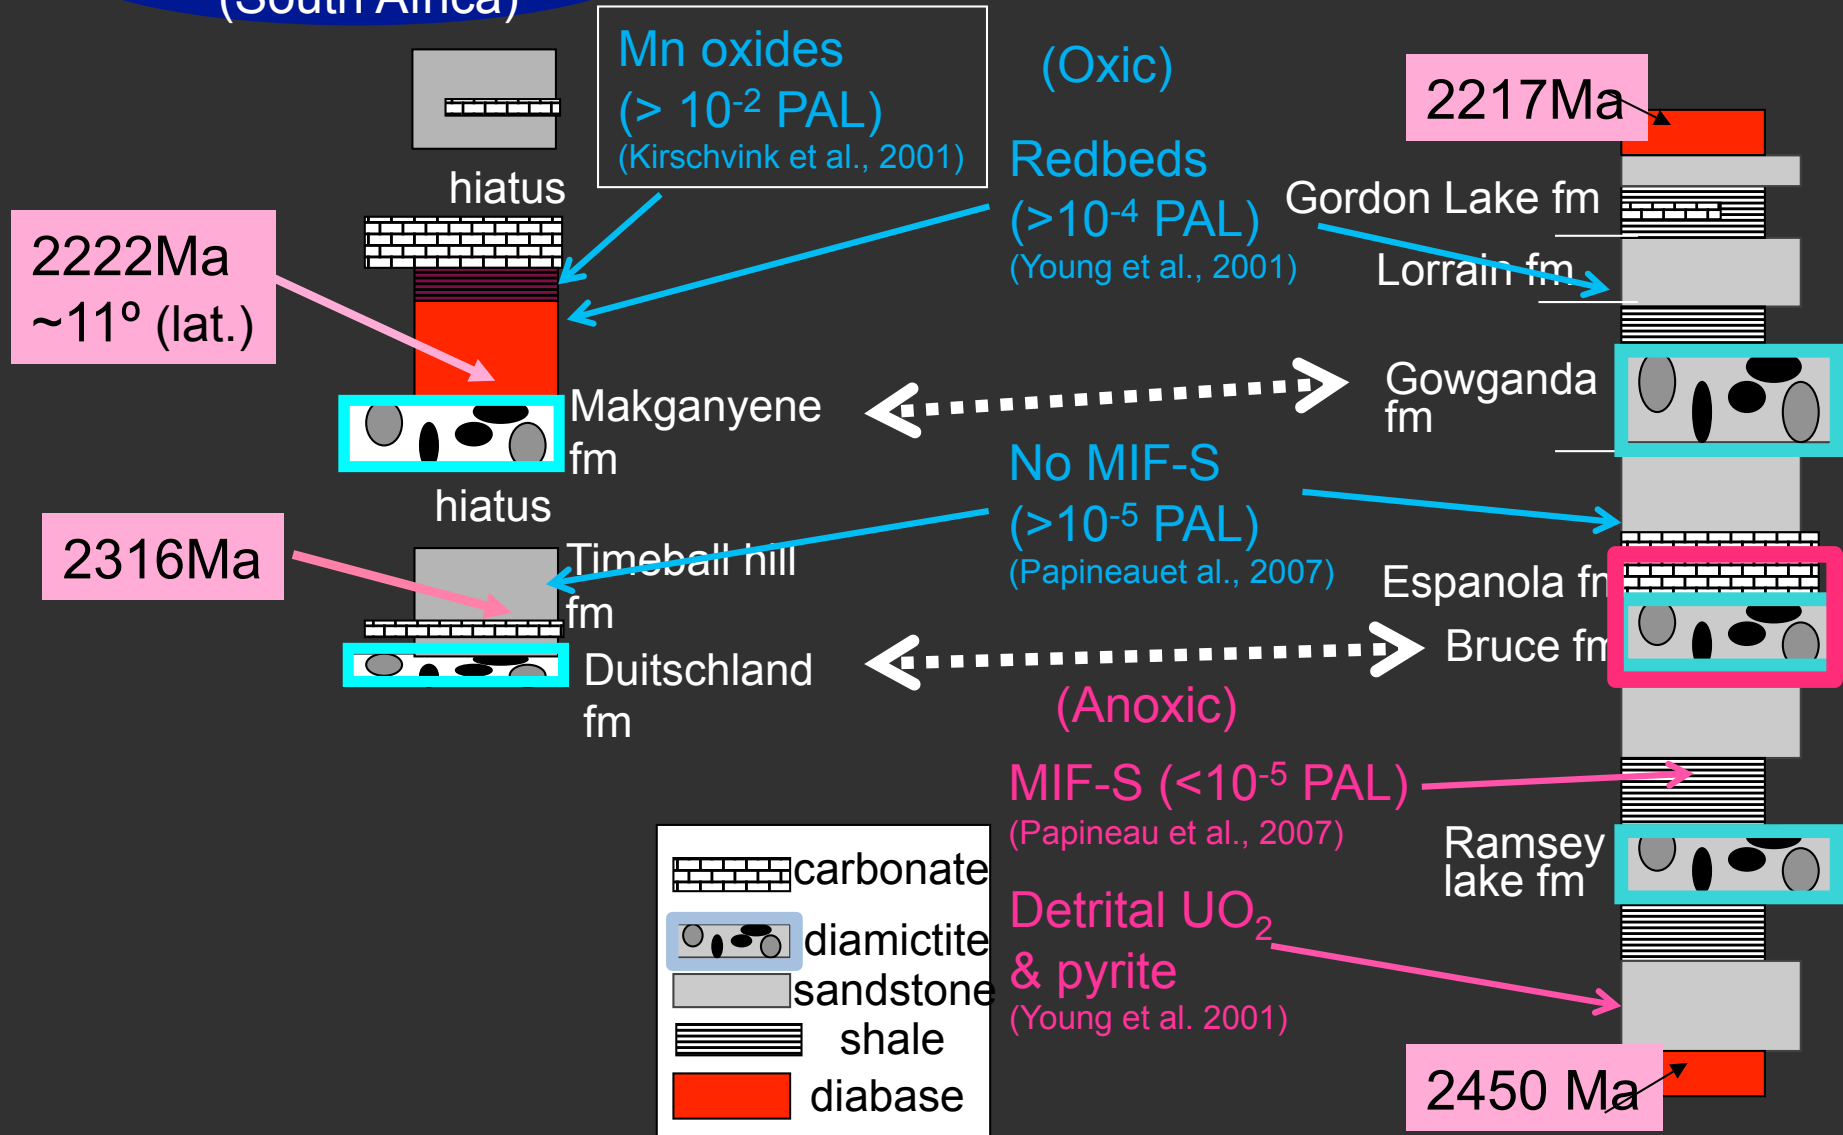 (South Africa)
Mn oxides
(> 10⁻² PAL)
(Kirschvink et al., 2001)
(Oxic)
2217Ma
hiatus
Redbeds
(>10⁻⁴ PAL)
(Young et al., 2001)
Gordon Lake fm
Lorrain fm
2222Ma
~11º (lat.)
Makganyene
fm
Gowganda
fm
hiatus
No MIF-S
(>10⁻⁵ PAL)
(Papineauet al., 2007)
2316Ma
Timeball hill
fm
Espanola fm
Bruce fm
Duitschland
fm
(Anoxic)
MIF-S (<10⁻⁵ PAL)
(Papineau et al., 2007)
Ramsey
lake fm
Detrital UO₂
& pyrite
(Young et al. 2001)
2450 Ma
carbonate
diamictite
sandstone
shale
diabase